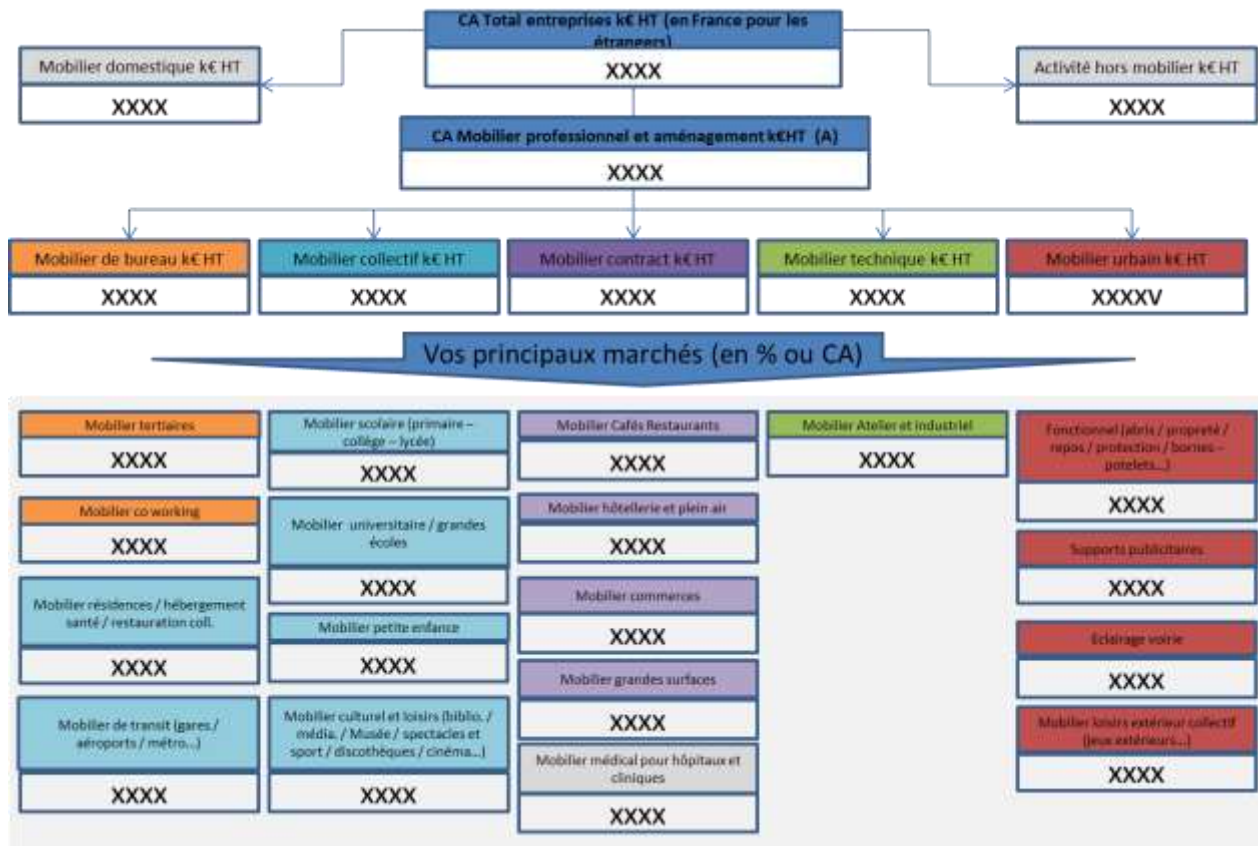 CA Total entreprises k€ HT (en France pour les
étrangers)
XXXX
Mobilier domestique k€ HT
XXXX
Activité hors mobilier k€ HT
XXXX
CA Mobilier professionnel et aménagement k€HT (A)
XXXX
Mobilier de bureau k€ HT
XXXX
Mobilier collectif k€ HT
XXXX
Mobilier contract k€ HT
XXXX
Mobilier technique k€ HT
XXXX
Mobilier urbain k€ HT
XXXXV
Vos principaux marchés (en % ou CA)
Mobilier tertiaires
XXXX
Mobilier co working
XXXX
Mobilier résidences / hébergement
santé / restauration coll.
XXXX
Mobilier de transit (gares /
aéroports / métro...)
XXXX
Mobilier scolaire (primaire –
collège – lycée)
XXXX
Mobilier universitaire / grandes
écoles
XXXX
Mobilier petite enfance
XXXX
Mobilier culturel et loisirs (biblio. /
média. / Musée / spectacles et
sport / discothèques / cinéma...)
XXXX
Mobilier Cafés Restaurants
XXXX
Mobilier hôtellerie et plein air
XXXX
Mobilier commerces
XXXX
Mobilier grandes surfaces
XXXX
Mobilier médical pour hôpitaux et
cliniques
XXXX
Mobilier Atelier et industriel
XXXX
Fonctionnel (abris / propreté /
repos / protection / bornes –
potelets...)
XXXX
Supports publicitaires
XXXX
Eclairage voirie
XXXX
Mobilier loisirs extérieur collectif
(jeux extérieurs...)
XXXX